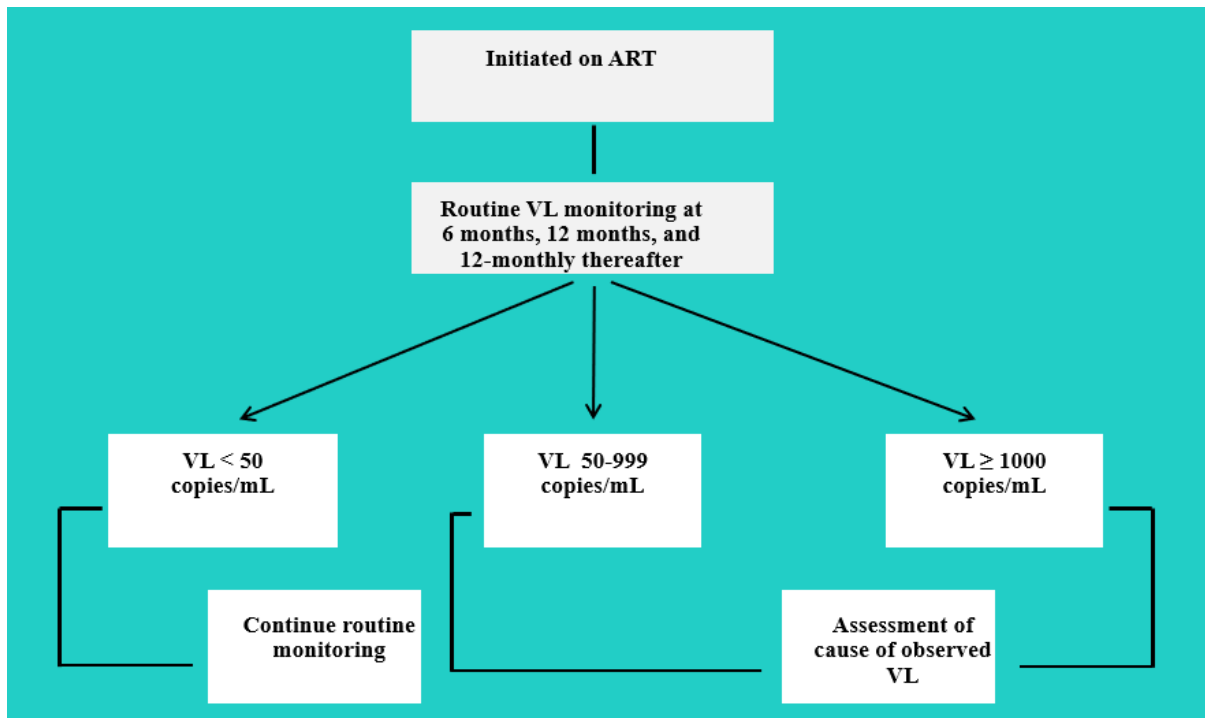 Initiated on ART
Routine VL monitoring at
6 months, 12 months, and
12-monthly thereafter
VL < 50
copies/mL
VL 50-999
copies/mL
VL ≥ 1000
copies/mL
Continue routine
monitoring
Assessment of
cause of observed
VL